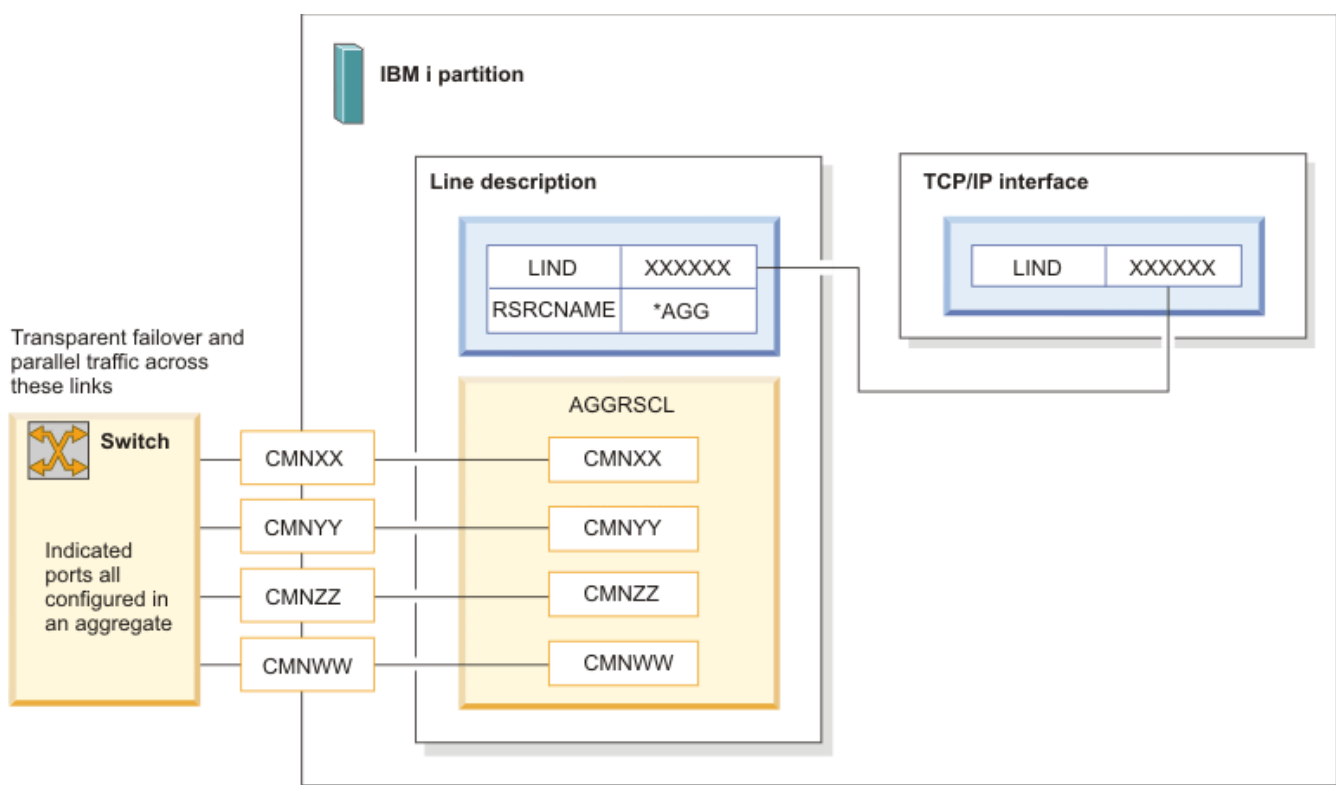 IBM i partition
Line description
LIND XXXXXX
RSRCNAME *AGG
TCP/IP interface
LIND XXXXXX
Transparent failover and
parallel traffic across
these links
Switch
Indicated
ports all
configured in
an aggregate
CMNXX
CMNYY
CMNZZ
CMNWW
AGGRSCL
CMNXX
CMNYY
CMNZZ
CMNWW